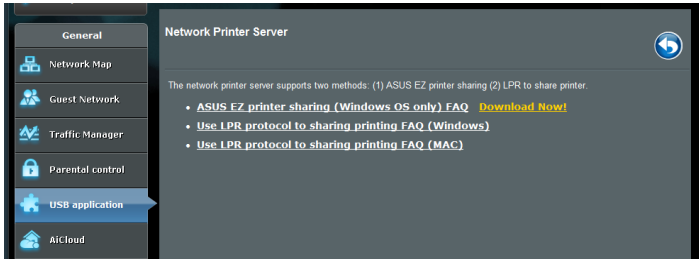 General
Network Map
Guest Network
Traffic Manager
Parental control
USB application
AiCloud
Network Printer Server
The network printer server supports two methods: (1) ASUS EZ printer sharing (2) LPR to share printer.
ASUS EZ printer sharing (Windows OS only) FAQ Download Now!
Use LPR protocol to sharing printing FAQ (Windows)
Use LPR protocol to sharing printing FAQ (MAC)